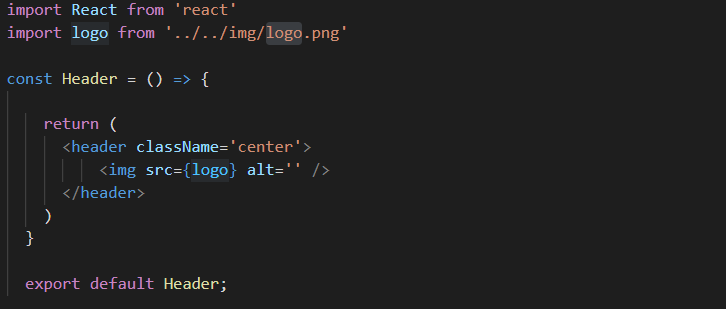 import React from 'react'
import logo from '../../img/logo.png'
const Header = () => {
return (
<header className='center'>
<img src={logo} alt='' />
</header>
)
}
export default Header;